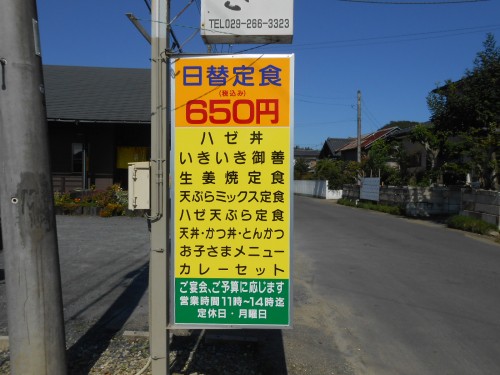 TEL029-266-3323
日替定食
(税込み)
650円
ハゼ丼
いきいき御善
生姜焼定食
天ぷらミックス定食
ハゼ天ぷら定食
天丼・かつ丼・とんかつ
お子さまメニュー
カレーセット
ご宴会、ご予算に応じます
営業時間11時〜14時迄
定休日・月曜日